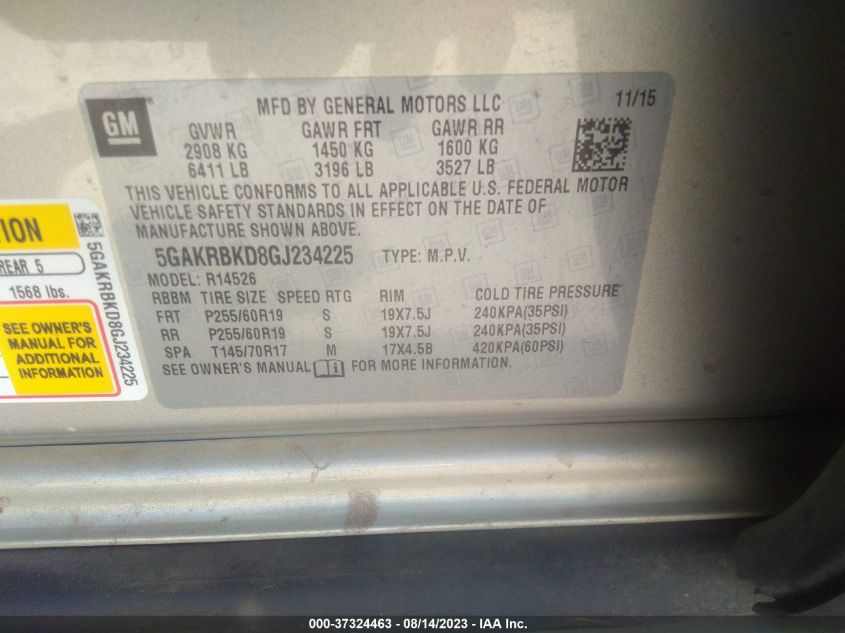 GM
MFD BY GENERAL MOTORS LLC 11/15
GVWR GAWR FRT GAWR RR
2908 KG 1450 KG 1600 KG
6411 LB 3196 LB 3527 LB
THIS VEHICLE CONFORMS TO ALL APPLICABLE U.S. FEDERAL MOTOR
VEHICLE SAFETY STANDARDS IN EFFECT ON THE DATE OF
MANUFACTURE SHOWN ABOVE.
5GAKRBKD8GJ234225 TYPE: M.P.V.
MODEL: R14526
RBBM TIRE SIZE SPEED RTG RIM COLD TIRE PRESSURE
FRT P255/60R19 S 19X7.5J 240KPA(35PSI)
RR P255/60R19 S 19X7.5J 240KPA(35PSI)
SPA T145/70R17 M 17X4.5B 420KPA(60PSI)
SEE OWNER'S MANUAL FOR MORE INFORMATION.
REAR 5
1568 lbs.
SEE OWNER'S
MANUAL FOR
ADDITIONAL
INFORMATION
5GAKRBKD8GJ234225
000-37324463 - 08/14/2023 - IAA Inc.